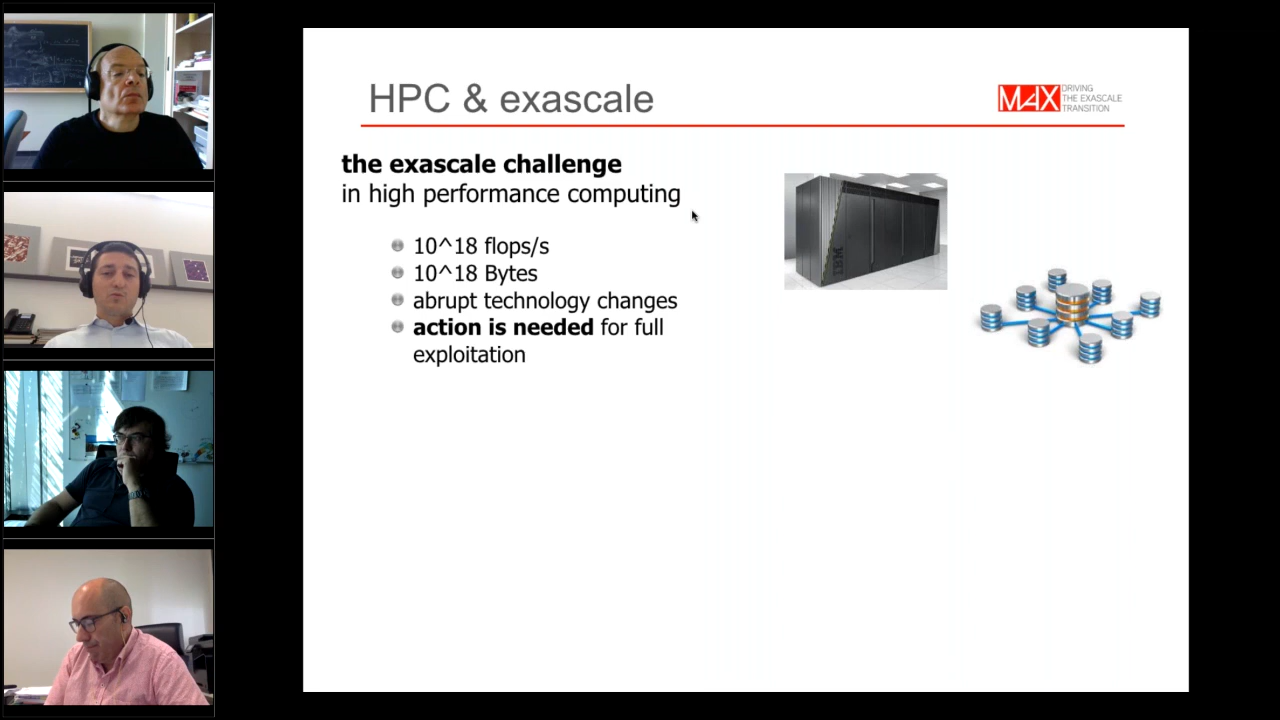 HPC & exascale
MAX
DRIVING
THE EXASCALE
TRANSITION
the exascale challenge
in high performance computing
10^18 flops/s
10^18 Bytes
abrupt technology changes
action is needed for full
exploitation
IBM